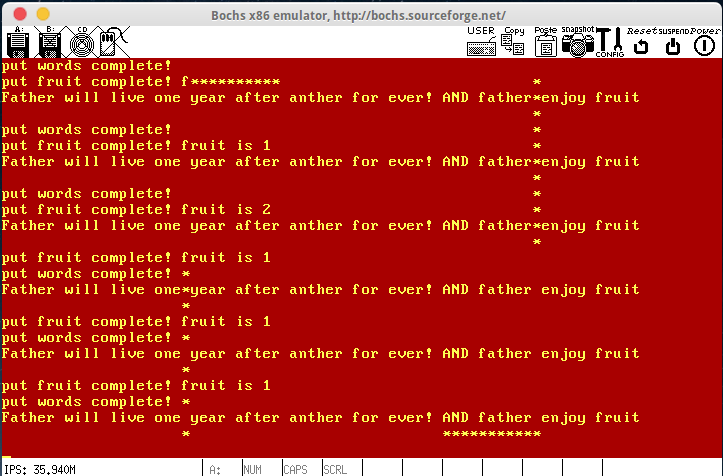 Bochs x86 emulator, http://bochs.sourceforge.net/
A: B: CD USER Copy Paste snapshot CONFIG Reset SUSPEND Power
put words complete!
put fruit complete! f*********** *
Father will live one year after anther for ever! AND father*enjoy fruit
*
put words complete! *
put fruit complete! fruit is 1 *
Father will live one year after anther for ever! AND father*enjoy fruit
*
put words complete! *
put fruit complete! fruit is 2 *
Father will live one year after anther for ever! AND father*enjoy fruit
*
put fruit complete! fruit is 1
put words complete! *
Father will live one*year after anther for ever! AND father enjoy fruit
*
put fruit complete! fruit is 1
put words complete! *
Father will live one year after anther for ever! AND father enjoy fruit
*
put fruit complete! fruit is 1
put words complete! *
Father will live one year after anther for ever! AND father enjoy fruit
* ***********
IPS: 35.940M A: NUM CAPS SCRL